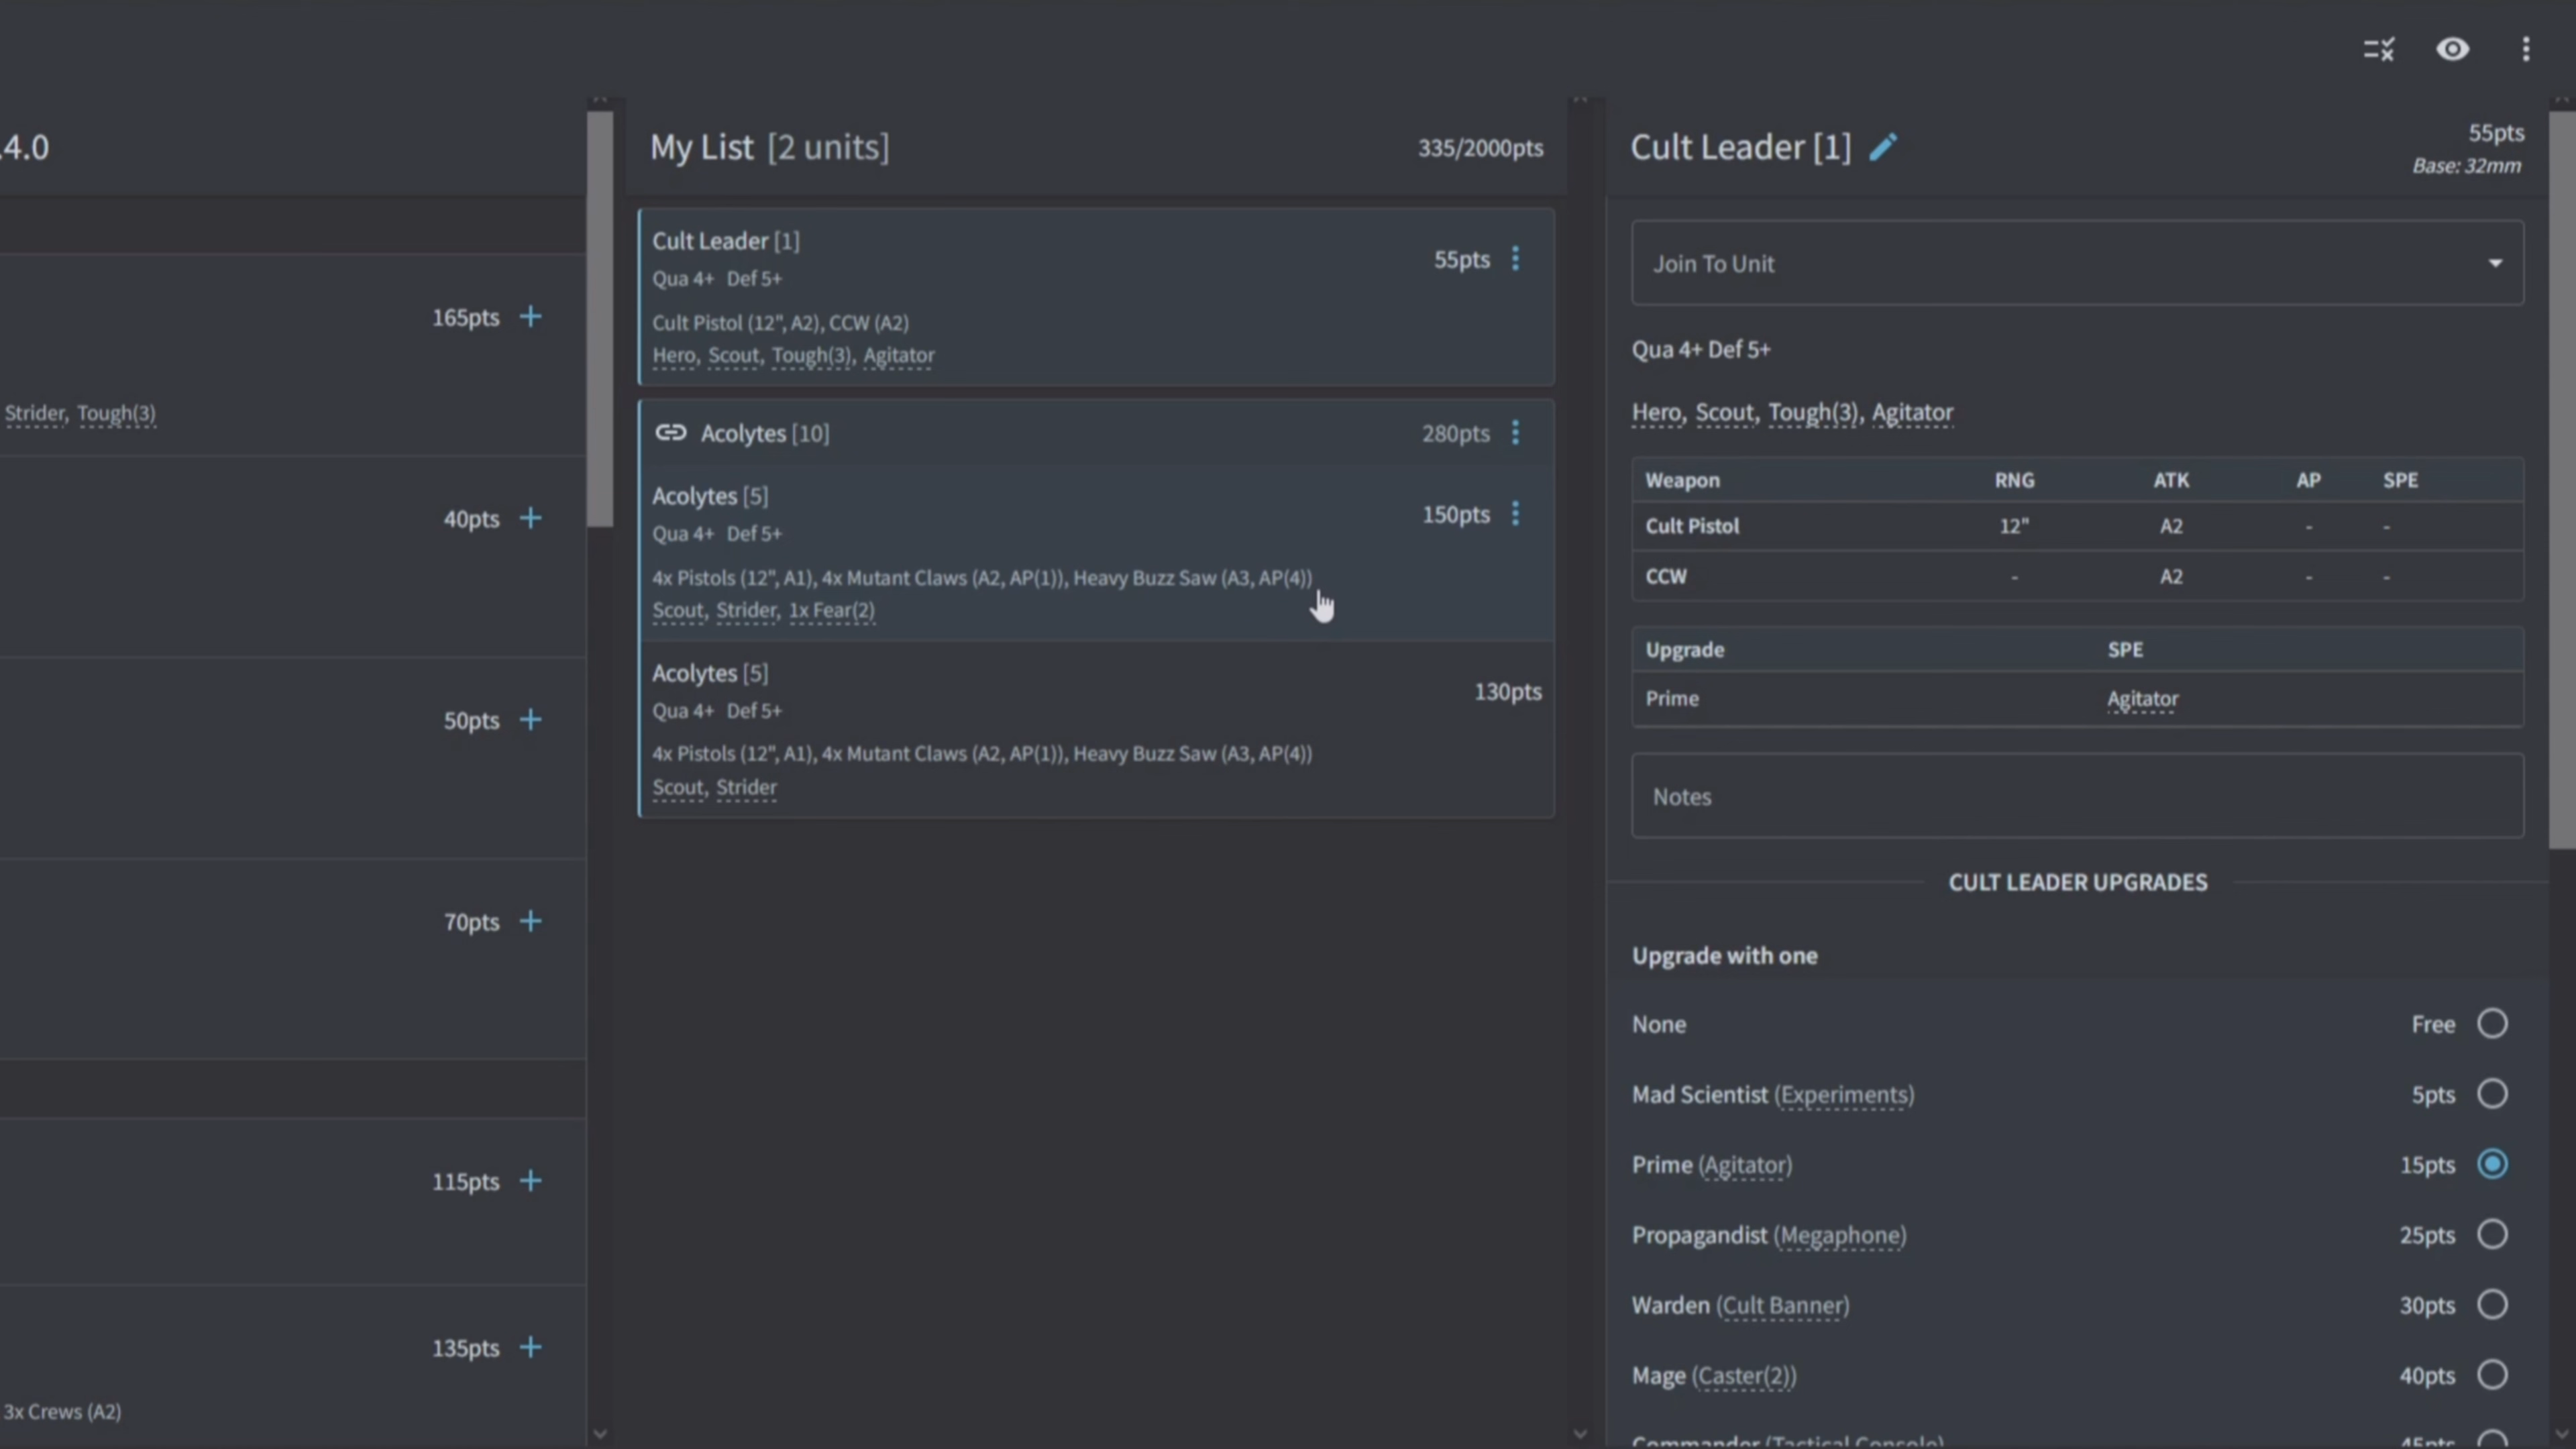 .4.0
165pts
Strider, Tough(3)
40pts
50pts
70pts
115pts
135pts
3x Crews (A2)
My List [2 units] 335/2000pts
Cult Leader [1] 55pts
Qua 4+ Def 5+
Cult Pistol (12", A2), CCW (A2)
Hero, Scout, Tough(3), Agitator
Acolytes [10] 280pts
Acolytes [5] 150pts
Qua 4+ Def 5+
4x Pistols (12", A1), 4x Mutant Claws (A2, AP(1)), Heavy Buzz Saw (A3, AP(4))
Scout, Strider, 1x Fear(2)
Acolytes [5] 130pts
Qua 4+ Def 5+
4x Pistols (12", A1), 4x Mutant Claws (A2, AP(1)), Heavy Buzz Saw (A3, AP(4))
Scout, Strider
Cult Leader [1] 55pts
Base: 32mm
Join To Unit
Qua 4+ Def 5+
Hero, Scout, Tough(3), Agitator
Weapon RNG ATK AP SPE
Cult Pistol 12" A2 - -
CCW - A2 - -
Upgrade SPE
Prime Agitator
Notes
CULT LEADER UPGRADES
Upgrade with one
None Free
Mad Scientist (Experiments) 5pts
Prime (Agitator) 15pts
Propagandist (Megaphone) 25pts
Warden (Cult Banner) 30pts
Mage (Caster(2)) 40pts
Commander (Tactical Console) 45pts